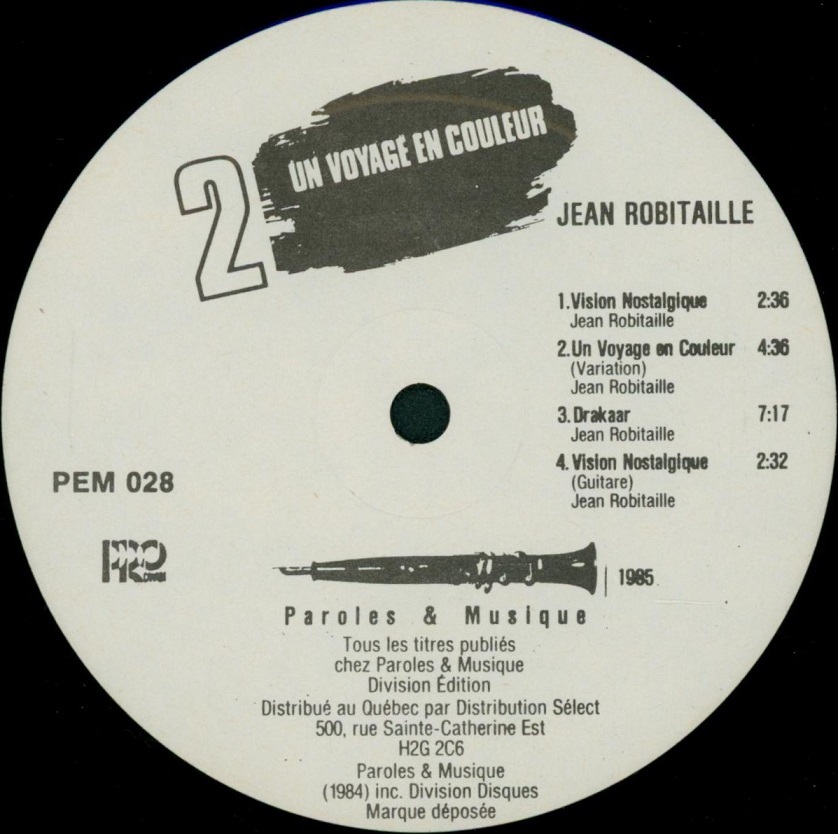 2
UN VOYAGE EN COULEUR
JEAN ROBITAILLE
1. Vision Nostalgique 2:36
Jean Robitaille
2. Un Voyage en Couleur 4:36
(Variation)
Jean Robitaille
3. Drakaar 7:17
Jean Robitaille
4. Vision Nostalgique 2:32
(Guitare)
Jean Robitaille
PEM 028
PRO
1985
Paroles & Musique
Tous les titres publiés
chez Paroles & Musique
Division Édition
Distribué au Québec par Distribution Sélect
500, rue Sainte-Catherine Est
H2G 2C6
Paroles & Musique
(1984) inc. Division Disques
Marque déposée